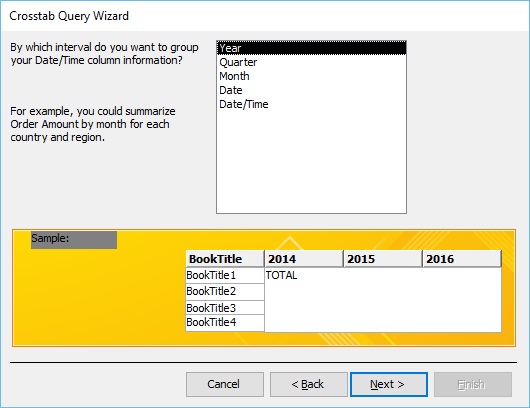 Crosstab Query Wizard
By which interval do you want to group
your Date/Time column information?
For example, you could summarize
Order Amount by month for each
country and region.
Year
Quarter
Month
Date
Date/Time
Sample:
BookTitle 2014 2015 2016
BookTitle1 TOTAL
BookTitle2
BookTitle3
BookTitle4
Cancel < Back Next > Finish